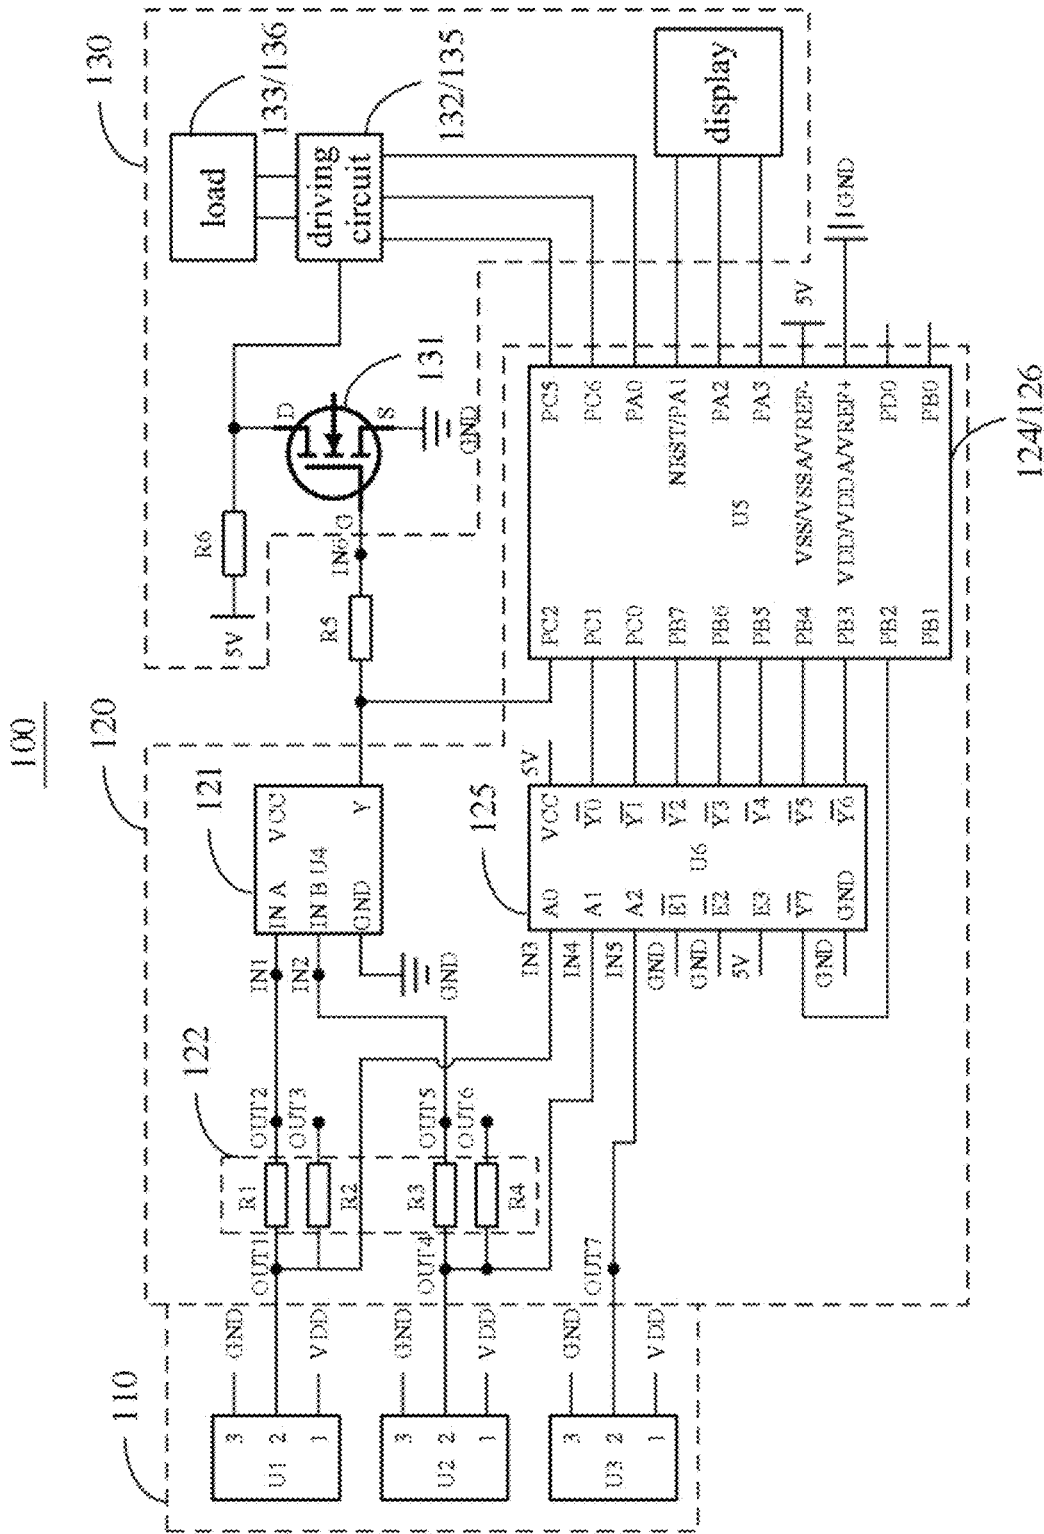 100
110
U1
3
2
1
GND
VDD
U2
3
2
1
GND
VDD
U3
3
2
1
GND
VDD
120
122
OUT1
R1
OUT2
R2
OUT3
OUT4
R3
OUT5
R4
OUT6
OUT7
IN1
IN2
GND
121
IN A
VCC
IN B U4
GND
Y
125
IN3
IN4
IN5
GND
GND
5V
GND
A0
A1
A2
E1
E2
E3
Y7
GND
U6
VCC
Y0
Y1
Y2
Y3
Y4
Y5
Y6
5V
R5
IN6
130
5V
R6
G
D
S
131
GND
load
133/136
driving
circuit
132/135
display
PC2
PC1
PC0
PB7
PB6
PB5
PB4
PB3
PB2
PB1
U5
PC5
PC6
PA0
NRST/PA1
PA2
PA3
VSS/VSSA/VREF-
VDD/VDDA/VREF+
PD0
PB0
5V
GND
124/126